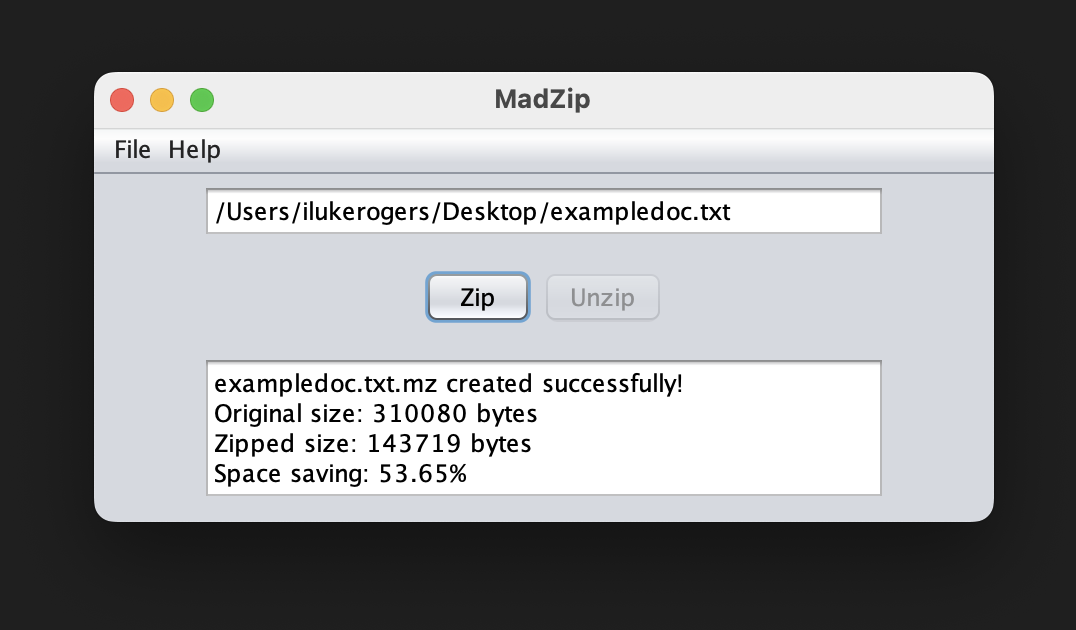 MadZip
File Help
/Users/ilukerogers/Desktop/exampledoc.txt
Zip Unzip
exampledoc.txt.mz created successfully!
Original size: 310080 bytes
Zipped size: 143719 bytes
Space saving: 53.65%